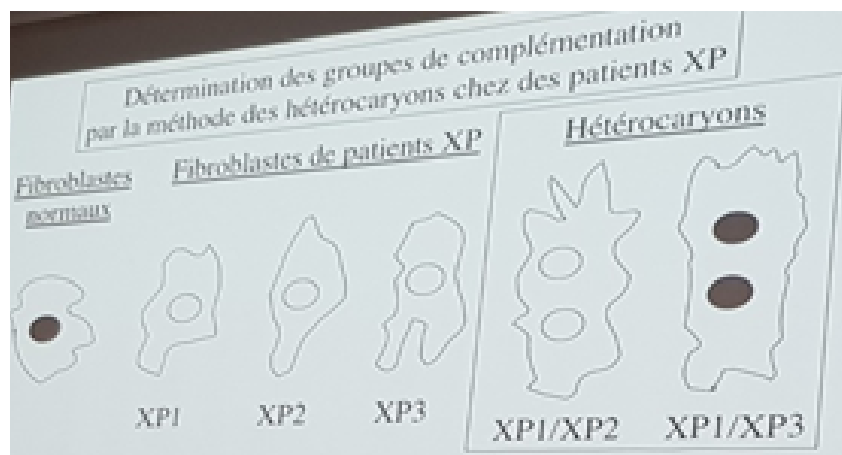 Détermination des groupes de complémentation
par la méthode des hétérocaryons chez des patients XP
Fibroblastes
normaux
Fibroblastes de patients XP
Hétérocaryons
XP1
XP2
XP3
XP1/XP2
XP1/XP3